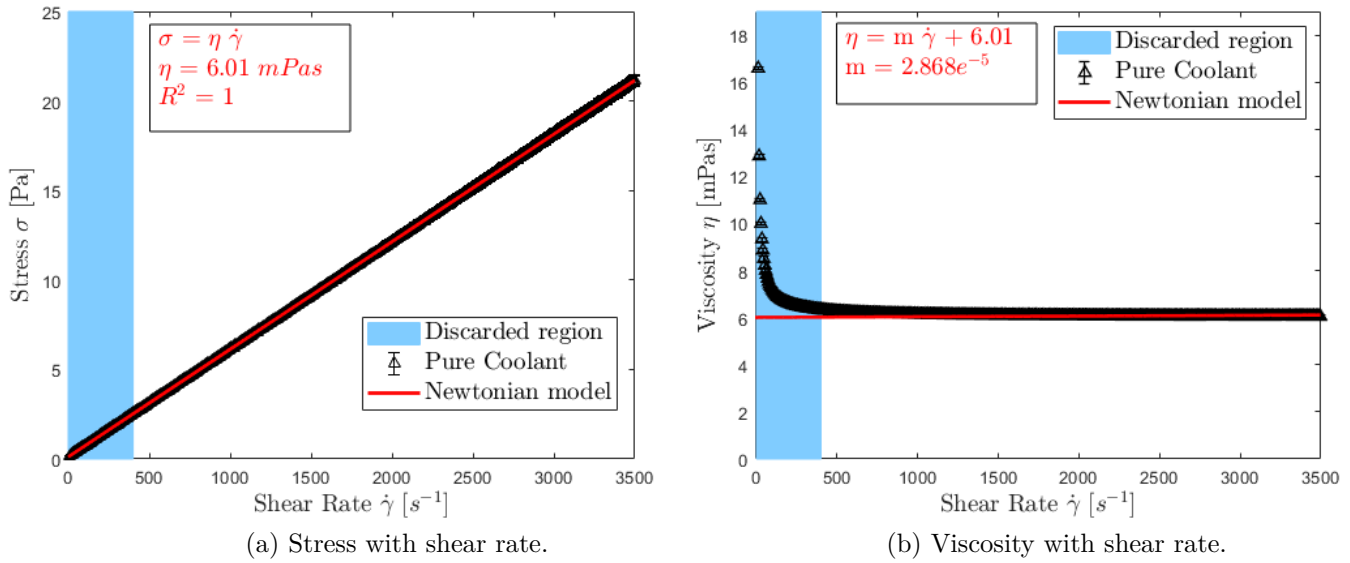 25
20
15
10
5
0
Stress σ [Pa]
σ = η γ̇
η = 6.01 mPas
R² = 1
Discarded region
Pure Coolant
Newtonian model
0 500 1000 1500 2000 2500 3000 3500
Shear Rate γ̇ [s⁻¹]
(a) Stress with shear rate.
18
16
14
12
10
8
6
4
2
0
Viscosity η [mPas]
η = m γ̇ + 6.01
m = 2.868e⁻⁵
Discarded region
Pure Coolant
Newtonian model
0 500 1000 1500 2000 2500 3000 3500
Shear Rate γ̇ [s⁻¹]
(b) Viscosity with shear rate.